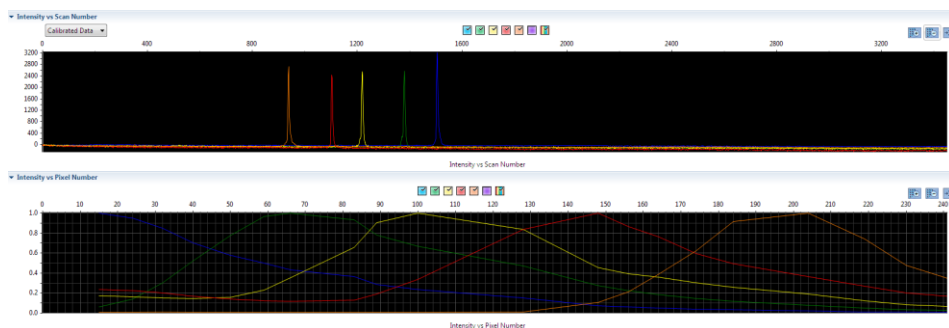 Intensity vs Scan Number
Calibrated Data
0 400 800 1200 1600 2000 2400 2800 3200
3200
2800
2400
2000
1600
1200
800
400
0
Intensity vs Scan Number
Intensity vs Pixel Number
0 10 20 30 40 50 60 70 80 90 100 110 120 130 140 150 160 170 180 190 200 210 220 230 240
1.0
0.8
0.6
0.4
0.2
0.0
Intensity vs Pixel Number